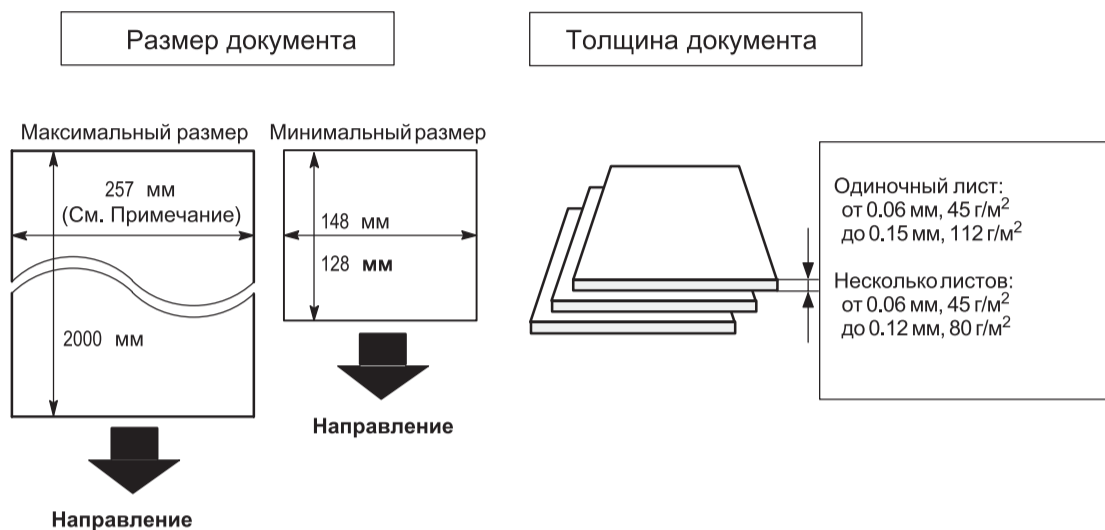 Размер документа
Толщина документа
Максимальный размер
Минимальный размер
257 мм
(См. Примечание)
2000 мм
Направление
148 мм
128 мм
Направление
Одиночный лист:
от 0.06 мм, 45 г/м²
до 0.15 мм, 112 г/м²
Несколько листов:
от 0.06 мм, 45 г/м²
до 0.12 мм, 80 г/м²